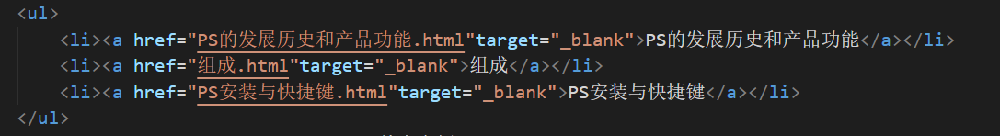 <ul>
<li><a href="PS的发展历史和产品功能.html"target="_blank">PS的发展历史和产品功能</a></li>
<li><a href="组成.html"target="_blank">组成</a></li>
<li><a href="PS安装与快捷键.html"target="_blank">PS安装与快捷键</a></li>
</ul>